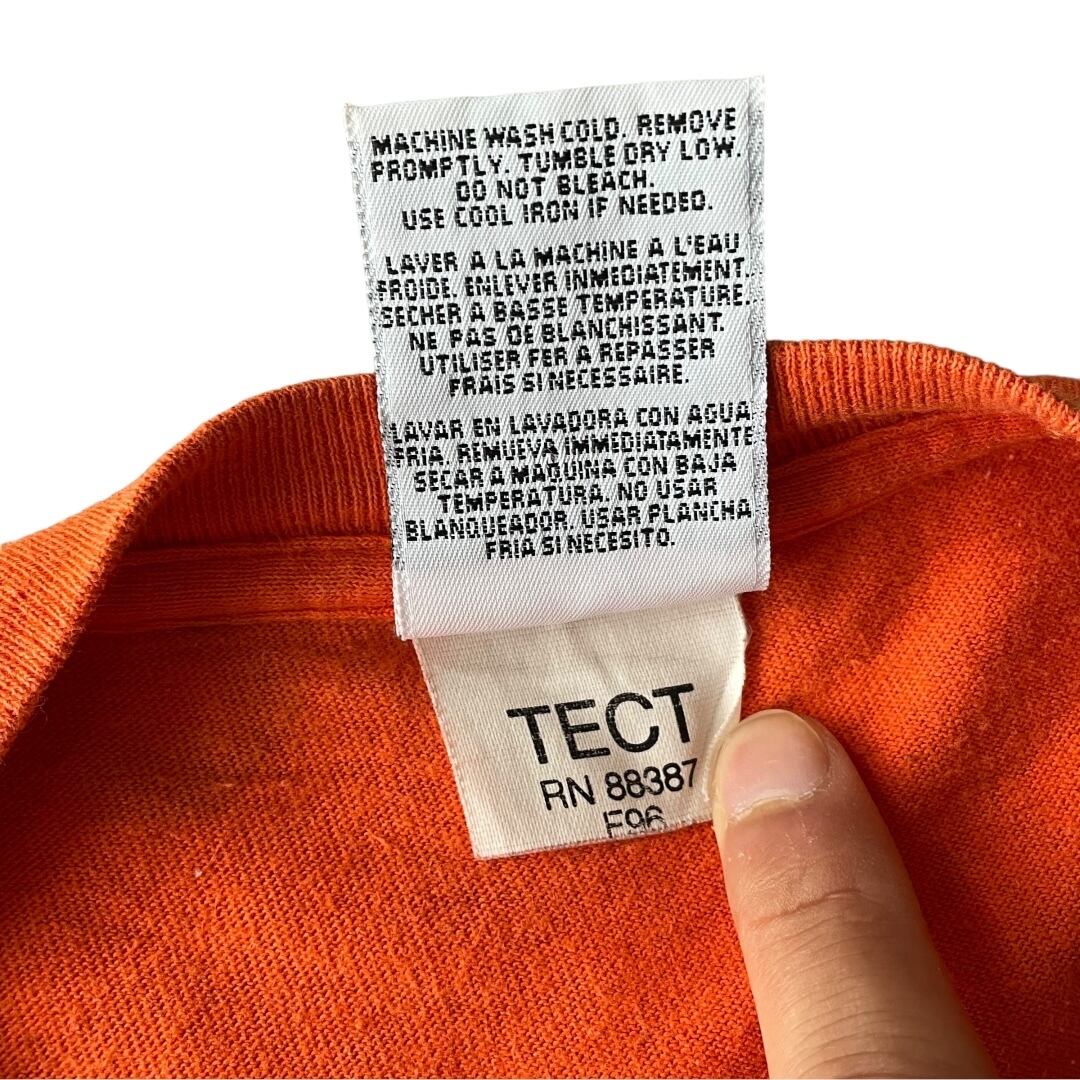 MACHINE WASH COLD. REMOVE
PROMPTLY. TUMBLE DRY LOW.
DO NOT BLEACH.
USE COOL IRON IF NEEDED.
LAVER A LA MACHINE A L'EAU
FROIDE. ENLEVER INMEDIATEMENT.
SECHER A BASSE TEMPERATURE.
NE PAS DE BLANCHISSANT.
UTILISER FER A REPASSER
FRAIS SI NECESSAIRE.
LAVAR EN LAVADORA CON AGUA
FRIA. REMUEVA IMMEDIATAMENTE
SECAR A MAQUINA CON BAJA
TEMPERATURA. NO USAR
BLANQUEADOR. USAR PLANCHA
FRIA SI NECESITO.
TECT
RN 88387
F96